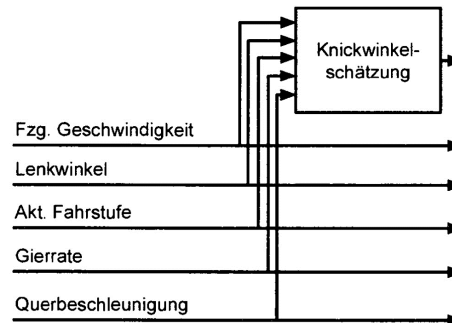 Knickwinkel-
schätzung
Fzg. Geschwindigkeit
Lenkwinkel
Akt. Fahrstufe
Gierrate
Querbeschleunigung